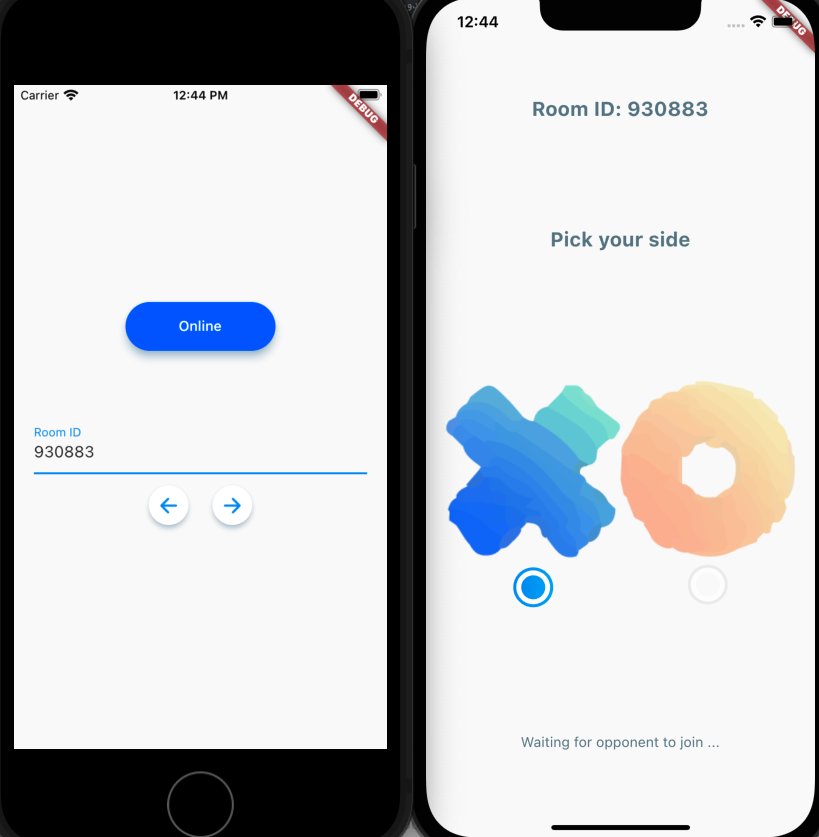 Carrier
12:44 PM
DEBUG
Online
Room ID
930883
12:44
DEBUG
Room ID: 930883
Pick your side
Waiting for opponent to join ...